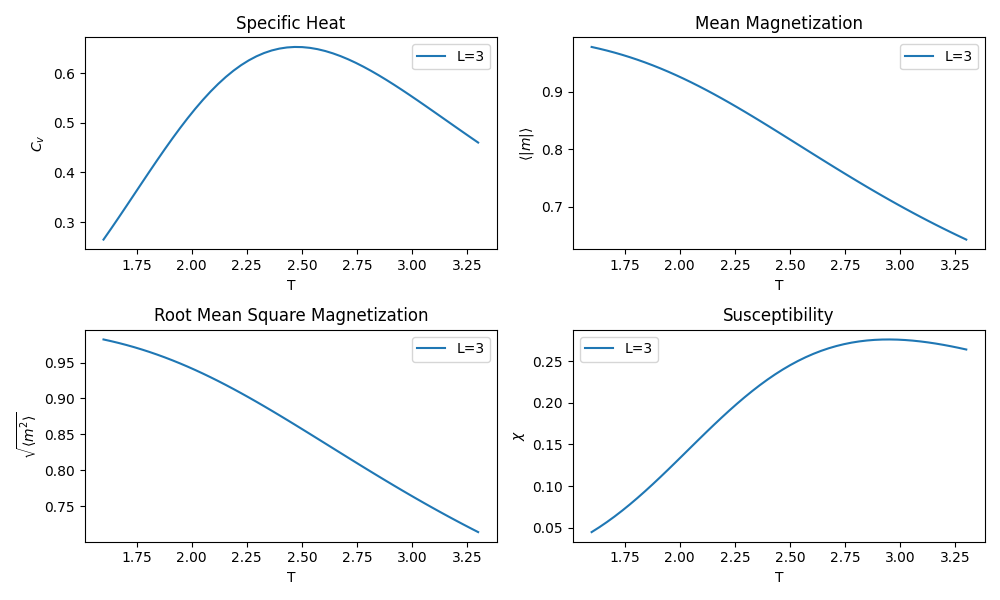 Specific Heat
L=3
C_v
0.6
0.5
0.4
0.3
1.75 2.00 2.25 2.50 2.75 3.00 3.25
T
Mean Magnetization
L=3
⟨|m|⟩
0.9
0.8
0.7
1.75 2.00 2.25 2.50 2.75 3.00 3.25
T
Root Mean Square Magnetization
L=3
√⟨m²⟩
0.95
0.90
0.85
0.80
0.75
1.75 2.00 2.25 2.50 2.75 3.00 3.25
T
Susceptibility
L=3
χ
0.25
0.20
0.15
0.10
0.05
1.75 2.00 2.25 2.50 2.75 3.00 3.25
T